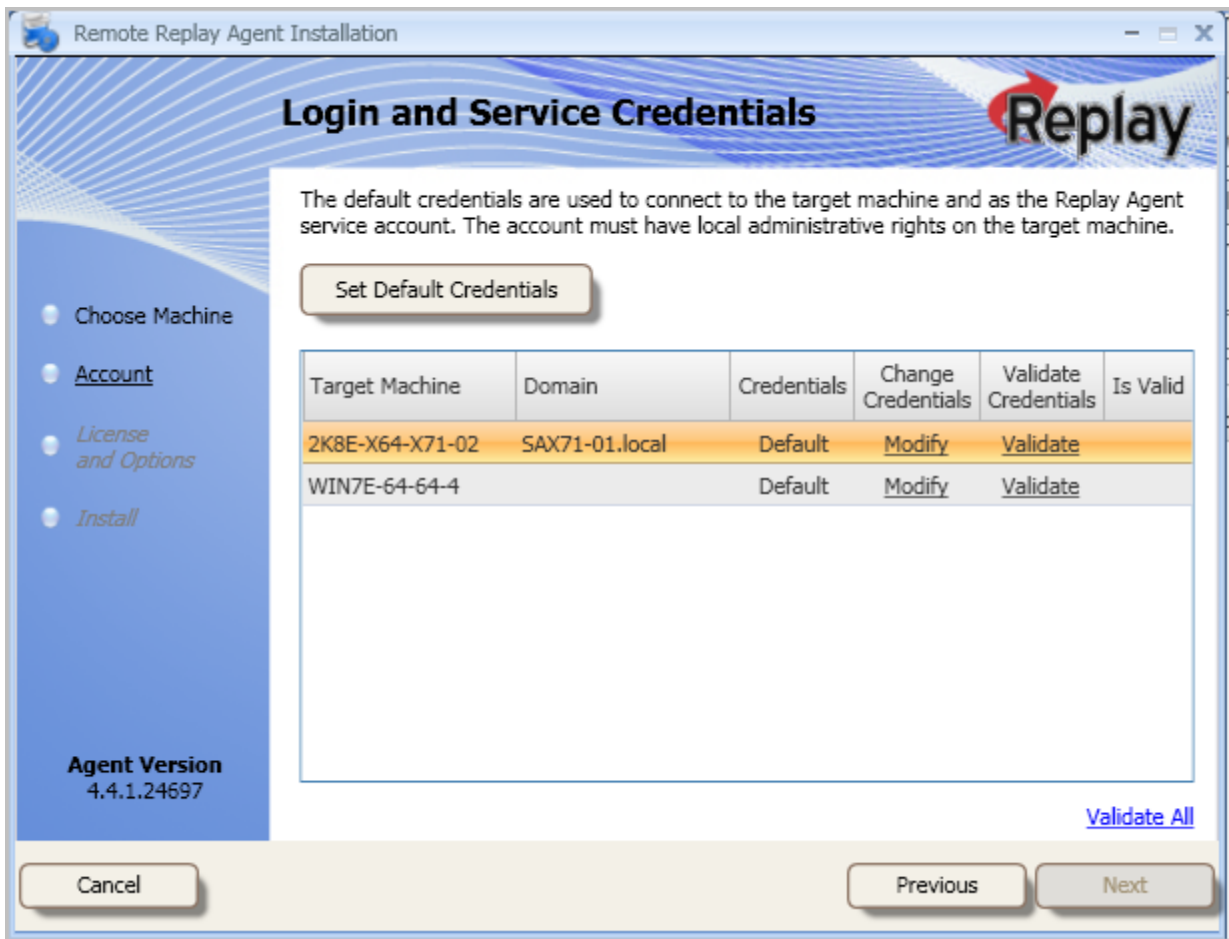 Remote Replay Agent Installation
Login and Service Credentials
Replay
The default credentials are used to connect to the target machine and as the Replay Agent
service account. The account must have local administrative rights on the target machine.
Set Default Credentials
Choose Machine
Account
License
and Options
Install
Target Machine Domain Credentials Change Credentials Validate Credentials Is Valid
2K8E-X64-X71-02 SAX71-01.local Default Modify Validate
WIN7E-64-64-4 Default Modify Validate
Agent Version
4.4.1.24697
Validate All
Cancel Previous Next